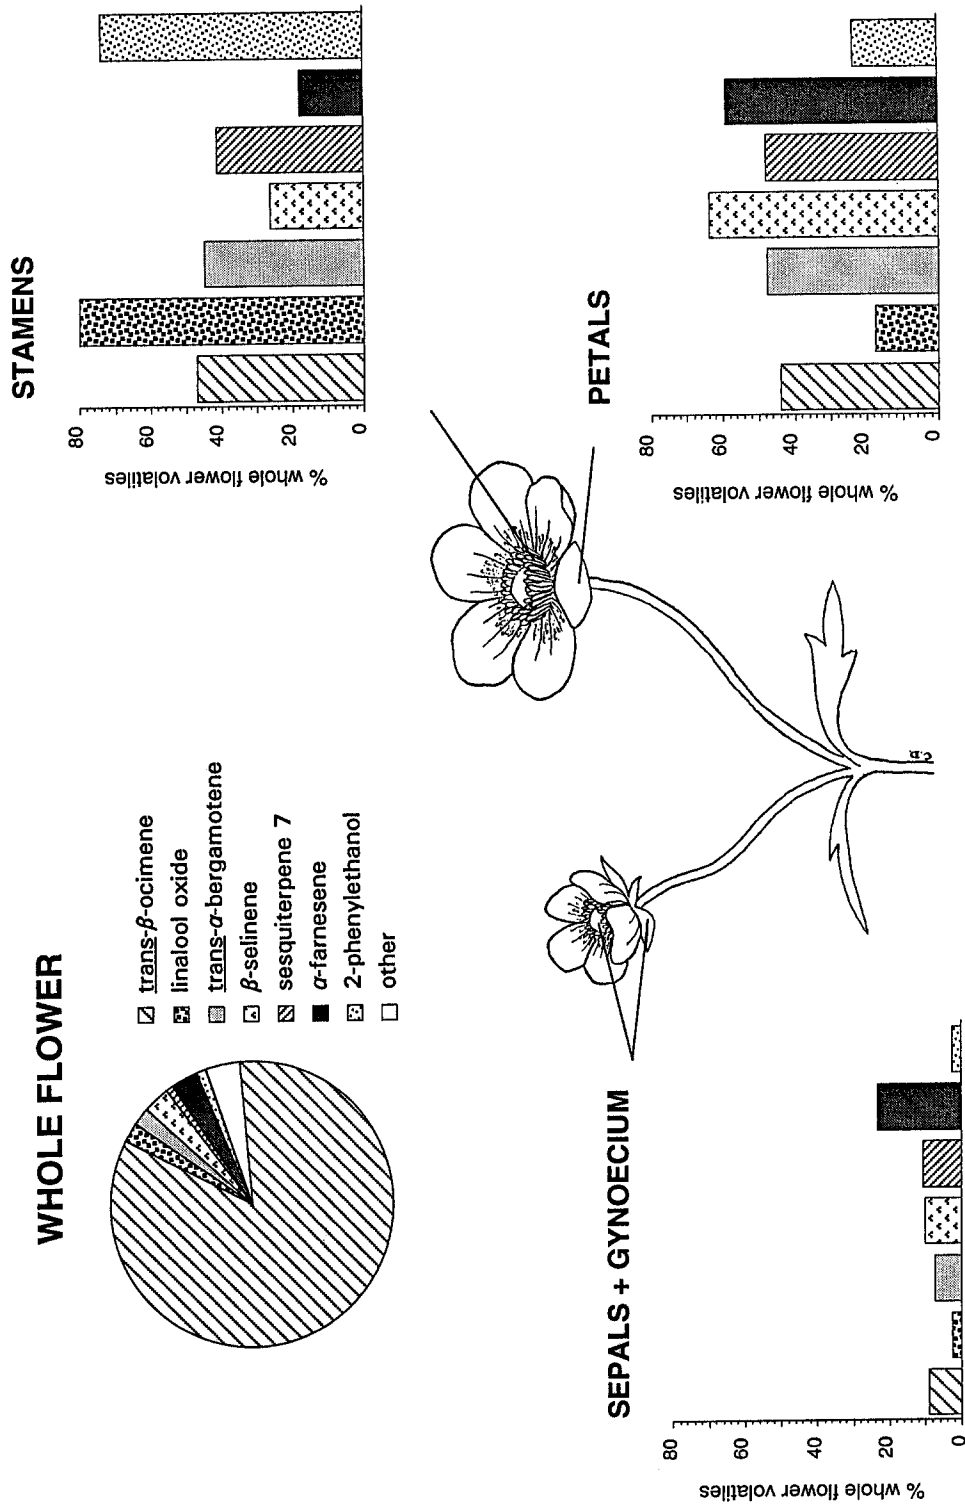 WHOLE FLOWER
trans-β-ocimene
linalool oxide
trans-α-bergamotene
β-selinene
sesquiterpene 7
α-farnesene
2-phenylethanol
other
STAMENS
% whole flower volatiles
80
60
40
20
0
SEPALS + GYNOECIUM
% whole flower volatiles
80
60
40
20
0
PETALS
% whole flower volatiles
80
60
40
20
0
C.D.